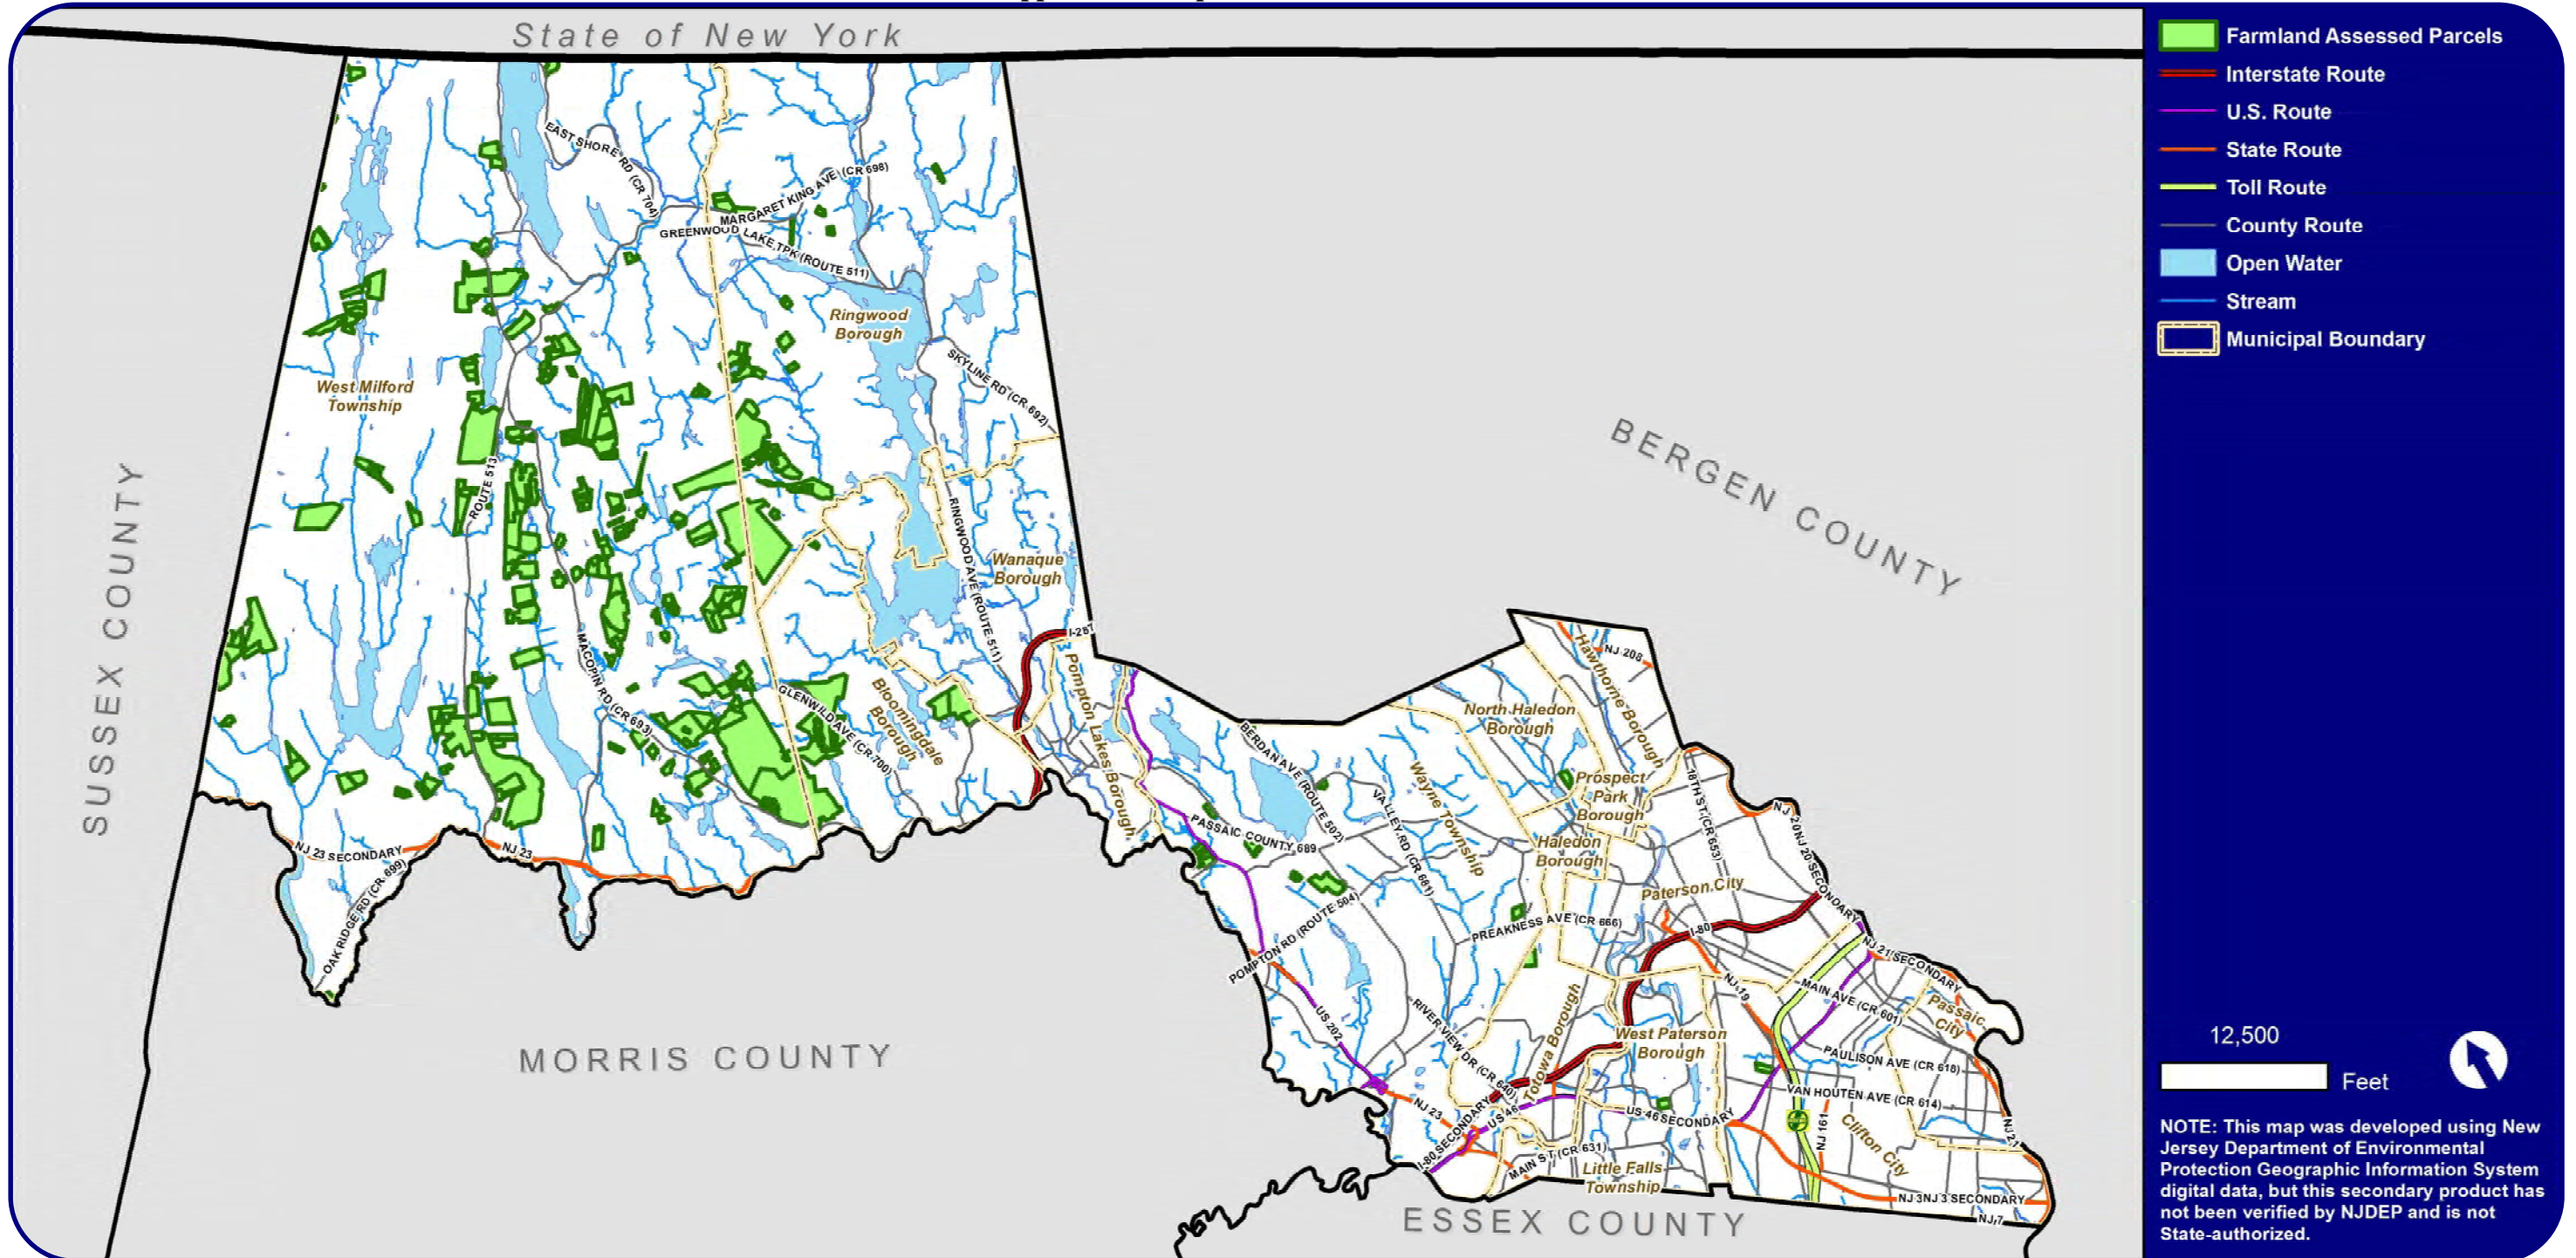 State of New York
EAST SHORE RD (CR 704)
MARGARET KING AVE (CR 698)
GREENWOOD LAKE TPK (ROUTE 511)
Ringwood
Borough
SKYLINE RD (CR 692)
West Milford
Township
ROUTE 513
RINGWOOD AVE (ROUTE 511)
Wanaque
Borough
MACOPIN RD (CR 693)
GLENWILD AVE (CR 700)
Bloomingdale
Borough
I-287
Pompton Lakes Borough
SUSSEX COUNTY
BERGEN COUNTY
NJ 23 SECONDARY
NJ 23
OAK RIDGE RD (CR 699)
MORRIS COUNTY
NJ 208
Hawthorne Borough
North Haledon
Borough
BERDAN AVE (ROUTE 502)
VALLEY RD (CR 681)
Wayne Township
Prospect
Park
Borough
18TH ST (CR 653)
NJ 20
NJ 20 SECONDARY
PASSAIC COUNTY 689
Haledon
Borough
Paterson City
POMPTON RD (ROUTE 504)
PREAKNESS AVE (CR 666)
I-80
NJ 21 SECONDARY
NJ 19
MAIN AVE (CR 601)
Passaic
City
US 202
RIVER VIEW DR (CR 640)
Totowa Borough
West Paterson
Borough
PAULISON AVE (CR 618)
VAN HOUTEN AVE (CR 614)
NJ 23
I-80 SECONDARY
US 46
US 46 SECONDARY
NJ 161
Clifton City
NJ 21
MAIN ST (CR 631)
Little Falls
Township
NJ 3
NJ 3 SECONDARY
NJ 7
ESSEX COUNTY
Farmland Assessed Parcels
Interstate Route
U.S. Route
State Route
Toll Route
County Route
Open Water
Stream
Municipal Boundary
12,500
Feet
NOTE: This map was developed using New
Jersey Department of Environmental
Protection Geographic Information System
digital data, but this secondary product has
not been verified by NJDEP and is not
State-authorized.